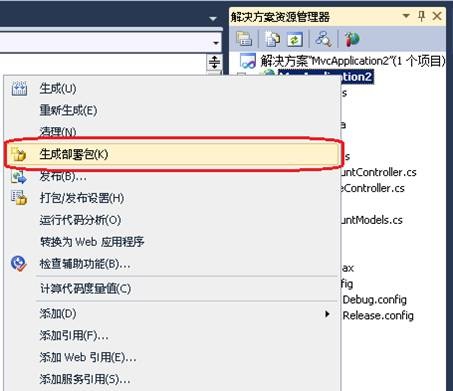 解决方案资源管理器
解决方案"MvcApplication2"(1 个项目)
MvcApplication2
生成(U)
重新生成(E)
清理(N)
生成部署包(K)
发布(B)...
打包/发布设置(H)
运行代码分析(O)
转换为 Web 应用程序
检查辅助功能(B)...
计算代码度量值(C)
添加(D)
添加引用(F)...
添加 Web 引用(E)...
添加服务引用(S)...
s
a
s
untController.cs
eController.cs
untModels.cs
ax
fig
Debug.config
Release.config